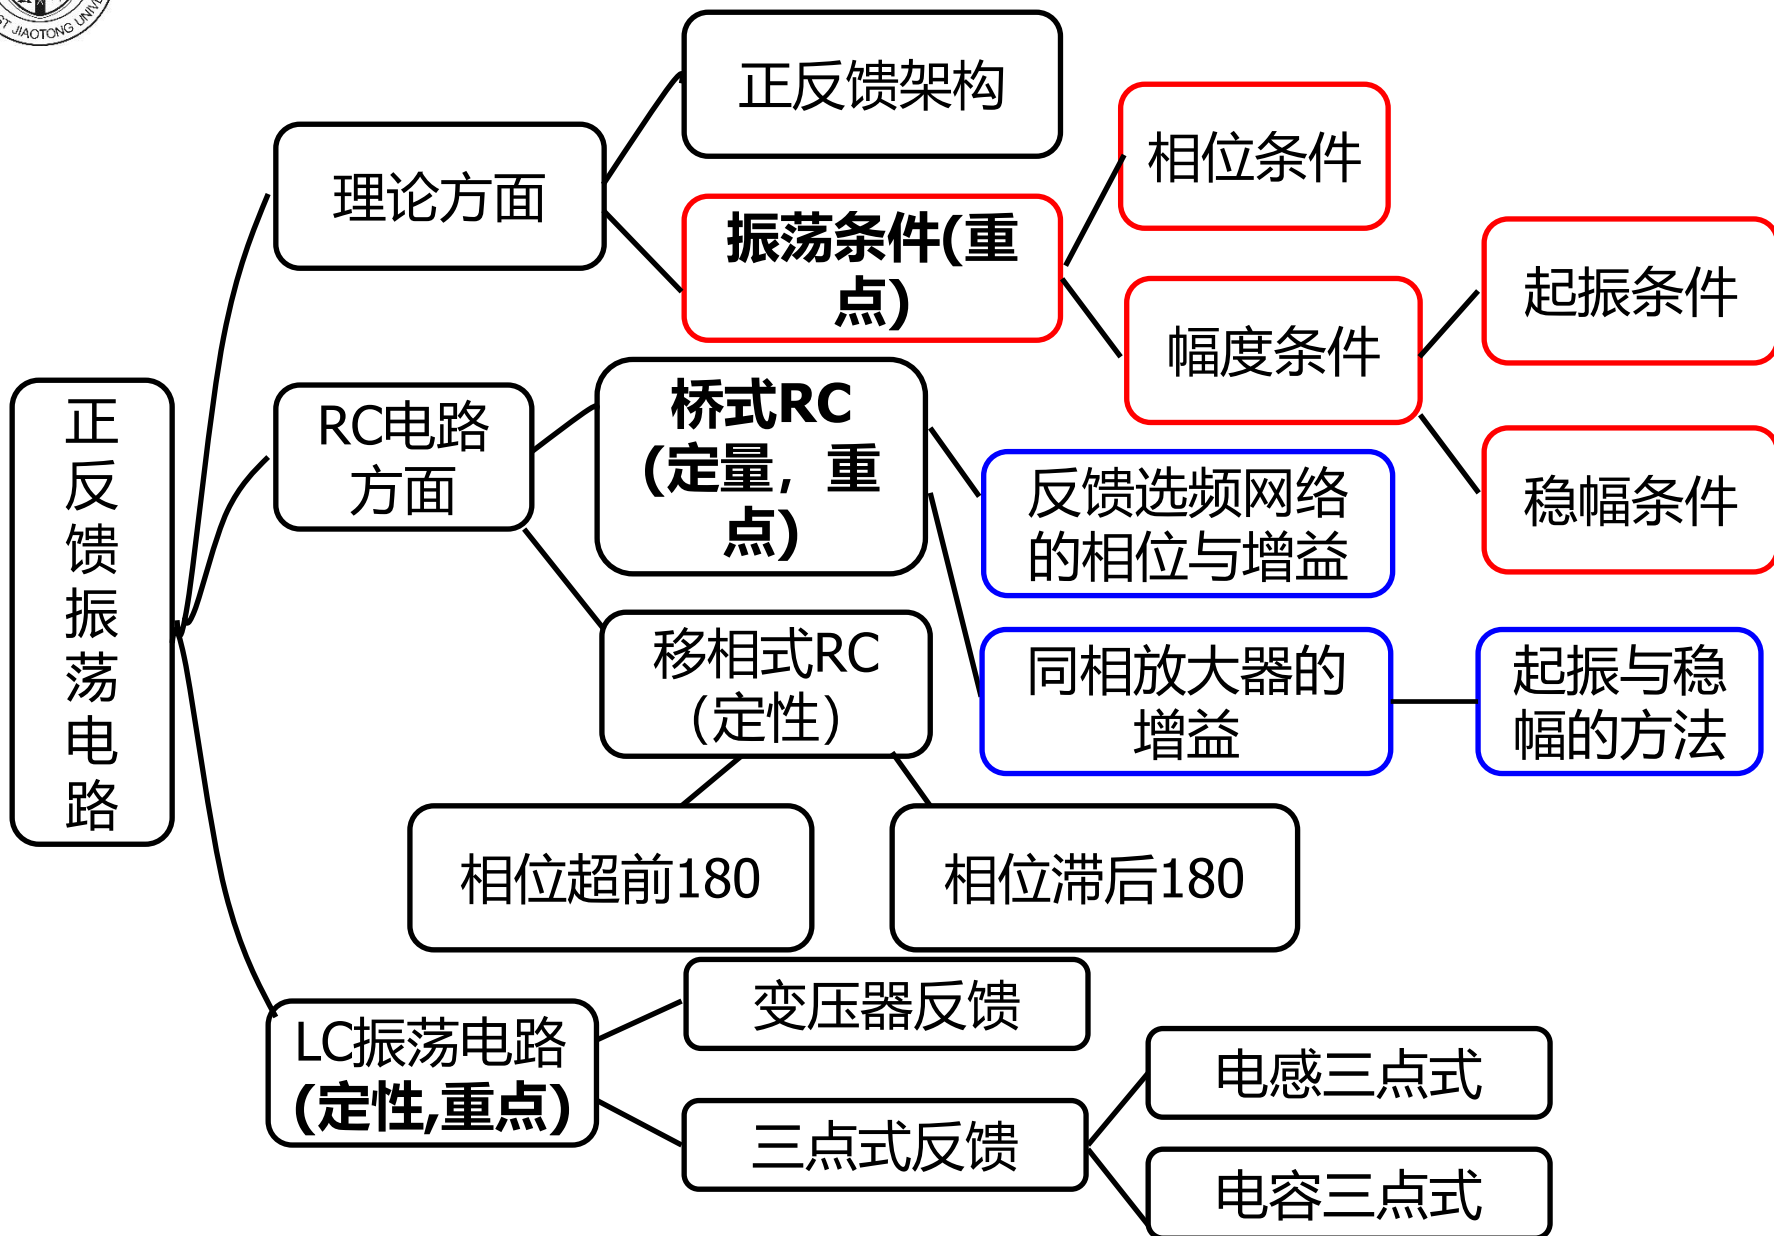 ST JIAOTONG UNIV
正反馈架构
相位条件
理论方面
振荡条件(重
点)
起振条件
幅度条件
正
反
馈
振
荡
电
路
RC电路
方面
桥式RC
(定量，重
点)
反馈选频网络
的相位与增益
稳幅条件
移相式RC
(定性)
同相放大器的
增益
起振与稳
幅的方法
相位超前180
相位滞后180
变压器反馈
LC振荡电路
(定性,重点)
电感三点式
三点式反馈
电容三点式